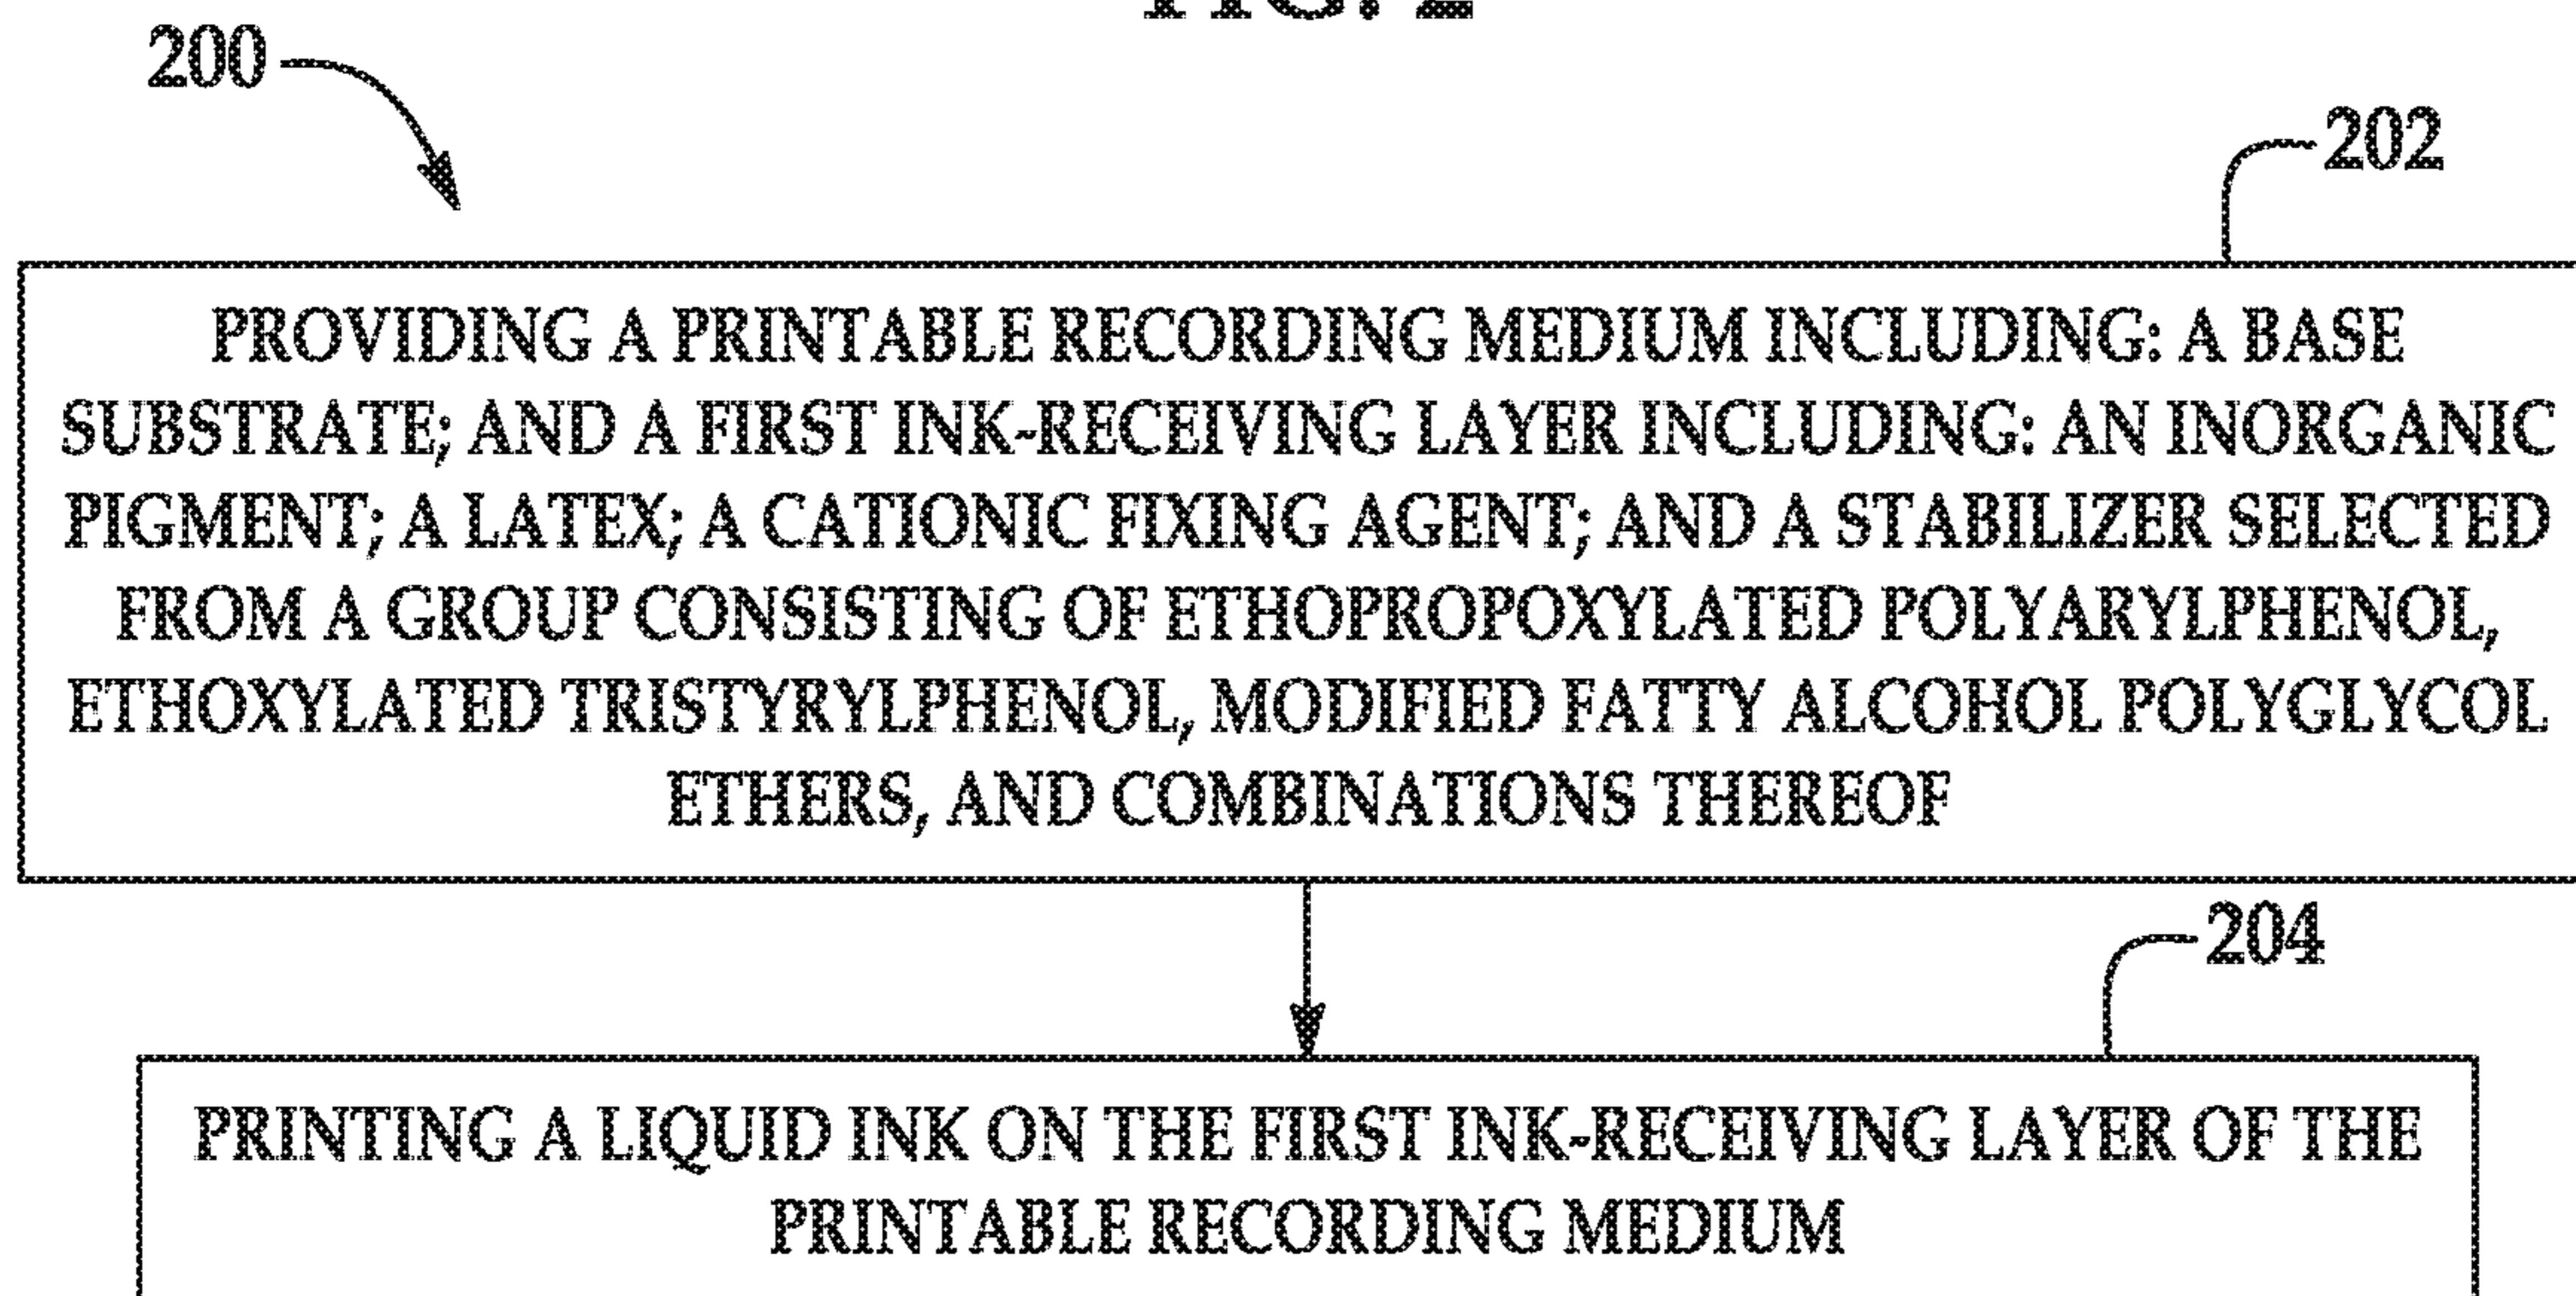 200
202
PROVIDING A PRINTABLE RECORDING MEDIUM INCLUDING: A BASE
SUBSTRATE; AND A FIRST INK-RECEIVING LAYER INCLUDING: AN INORGANIC
PIGMENT; A LATEX; A CATIONIC FIXING AGENT; AND A STABILIZER SELECTED
FROM A GROUP CONSISTING OF ETHOPROPOXYLATED POLYARYLPHENOL,
ETHOXYLATED TRISTYRYLPHENOL, MODIFIED FATTY ALCOHOL POLYGLYCOL
ETHERS, AND COMBINATIONS THEREOF
204
PRINTING A LIQUID INK ON THE FIRST INK-RECEIVING LAYER OF THE
PRINTABLE RECORDING MEDIUM